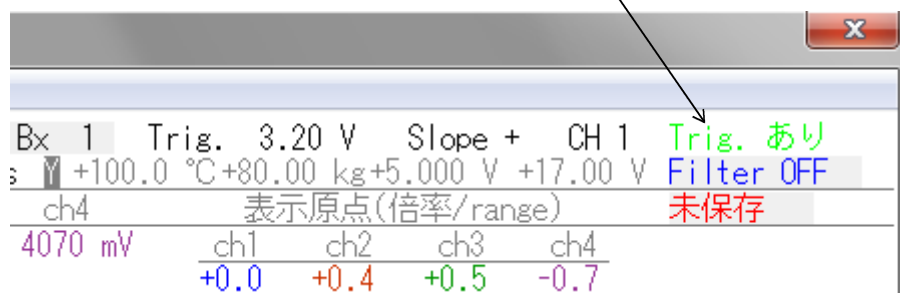 Bx 1 Trig. 3.20 V Slope + CH 1 Trig. あり
s Y +100.0 ℃+80.00 kg+5.000 V +17.00 V Filter OFF
ch4 表示原点(倍率/range) 未保存
4070 mV ch1 ch2 ch3 ch4
+0.0 +0.4 +0.5 -0.7